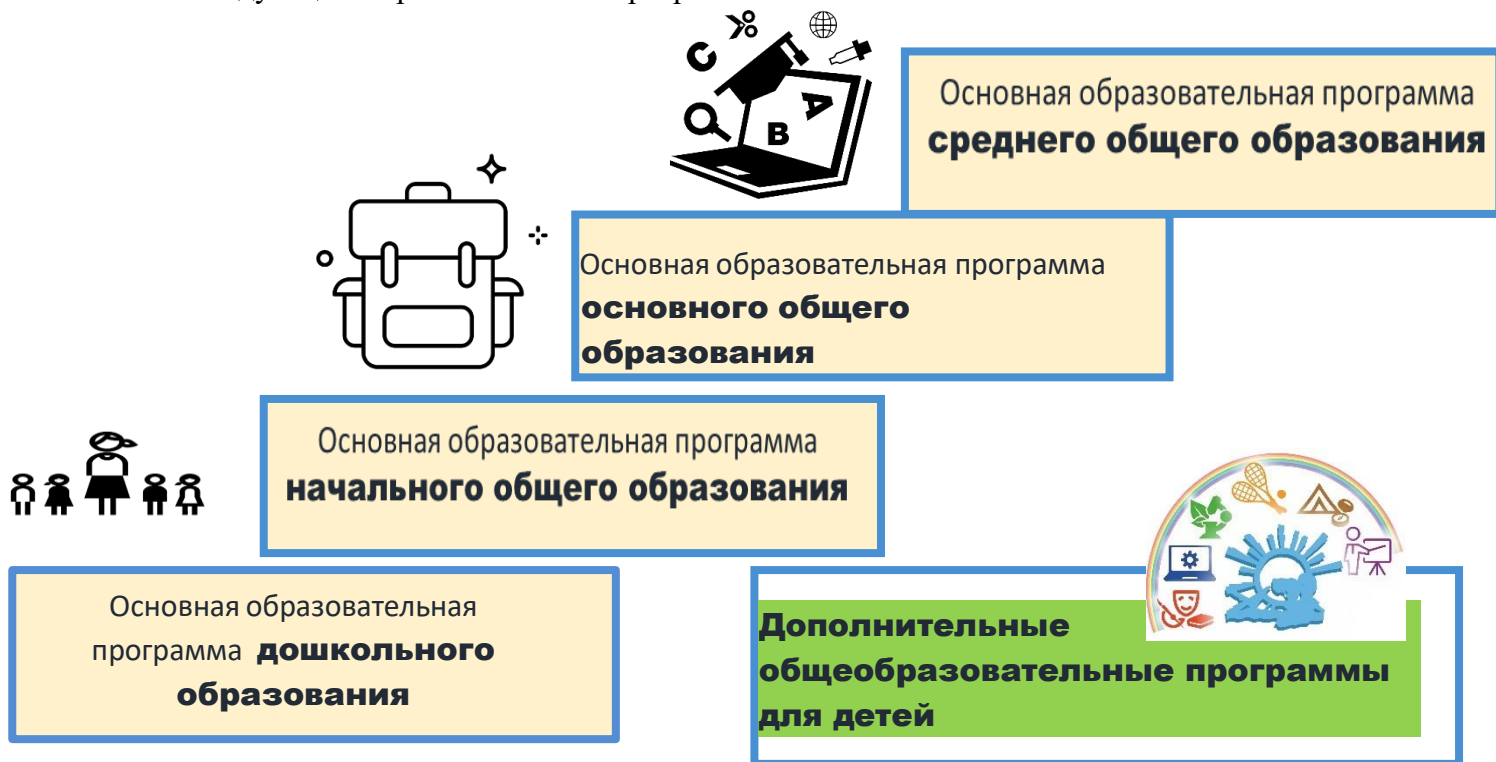 Основная образовательная программа
среднего общего образования
Основная образовательная программа
основного общего
образования
Основная образовательная программа
начального общего образования
Основная образовательная
программа дошкольного
образования
Дополнительные
общеобразовательные программы
для детей
C
A
B